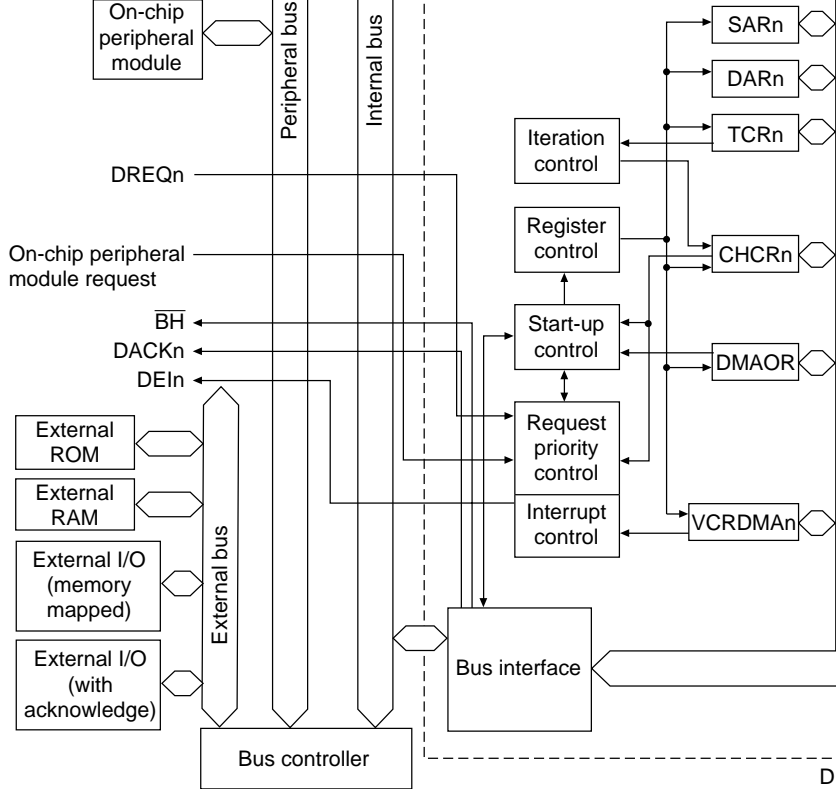 On-chip
peripheral
module
Peripheral bus
Internal bus
SARn
DARn
TCRn
Iteration
control
DREQn
Register
control
On-chip peripheral
module request
CHCRn
BH
Start-up
control
DACKn
DMAOR
DEIn
Request
priority
control
External
ROM
External
RAM
Interrupt
control
VCRDMAn
External I/O
(memory
mapped)
External bus
External I/O
(with
acknowledge)
Bus interface
Bus controller
D